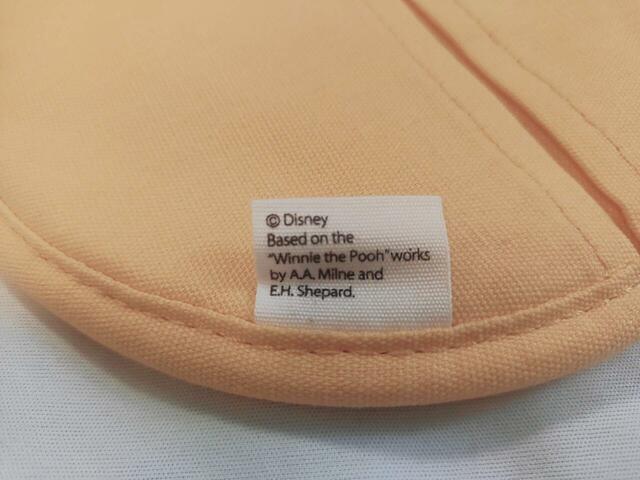 © Disney
Based on the
"Winnie the Pooh" works
by A.A. Milne and
E.H. Shepard.